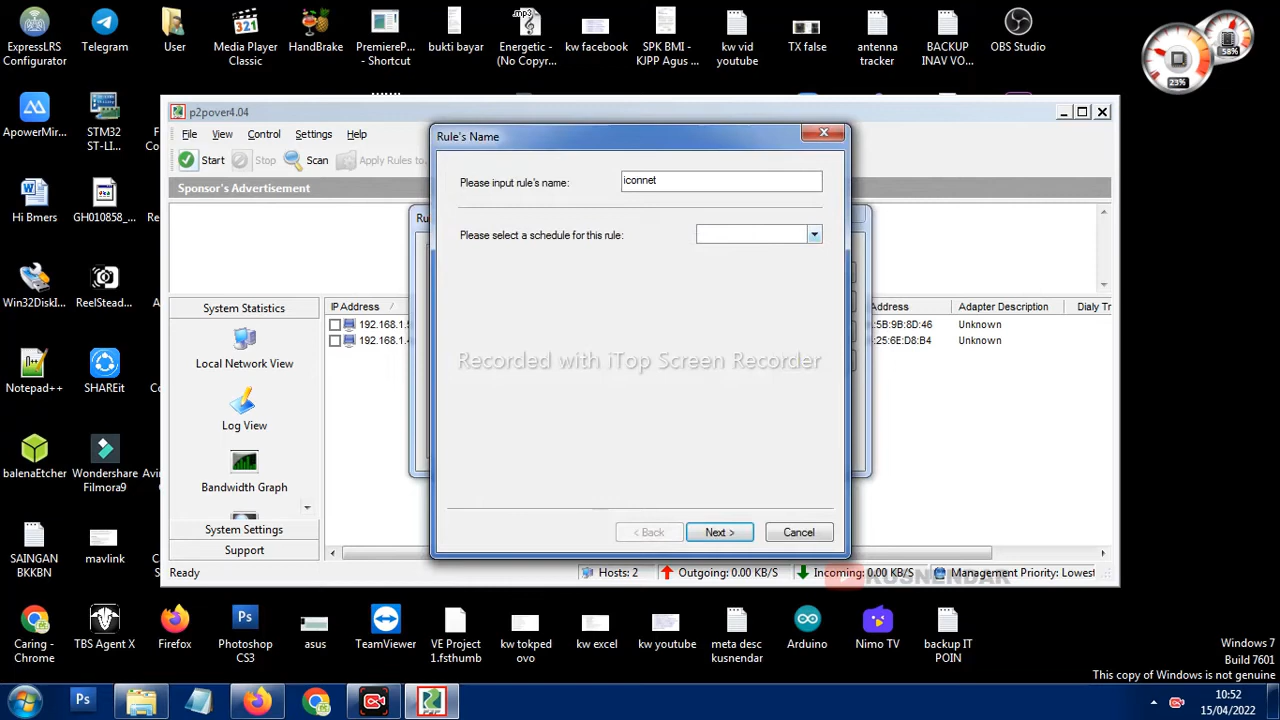 ExpressLRS
Configurator
Telegram
User
Media Player
Classic
HandBrake
PremiereP...
- Shortcut
bukti bayar
.mp3
Energetic -
(No Copyr...
kw facebook
SPK BMI -
KJPP Agus ...
kw vid
youtube
TX false
antenna
tracker
BACKUP
INAV VO...
OBS Studio
23%
58%
ApowerMir...
STM32
ST-LI...
Hi Bmers
GH010858_...
Win32DiskI...
ReelStead...
Notepad++
SHAREit
balenaEtcher
Wondershare
Filmora9
SAINGAN
BKKBN
mavlink
p2pover4.04
File
View
Control
Settings
Help
Start
Stop
Scan
Apply Rules to.
Sponsor's Advertisement
System Statistics
Local Network View
Log View
Bandwidth Graph
System Settings
Support
IP Address
Address
Adapter Description
Dialy Tr
:5B:9B:8D:46
Unknown
:25:6E:D8:B4
Unknown
Rule's Name
Please input rule's name:
iconnet
Please select a schedule for this rule:
Recorded with iTop Screen Recorder
< Back
Next >
Cancel
Ready
Hosts: 2
Outgoing: 0.00 KB/S
Incoming: 0.00 KB/S
Management Priority: Lowest
KUSNENDAR
Caring -
Chrome
TBS Agent X
Firefox
Photoshop
CS3
asus
TeamViewer
VE Project
1.fsthumb
kw tokped
ovo
kw excel
kw youtube
meta desc
kusnendar
Arduino
Nimo TV
backup IT
POIN
Windows 7
Build 7601
This copy of Windows is not genuine
10:52
15/04/2022